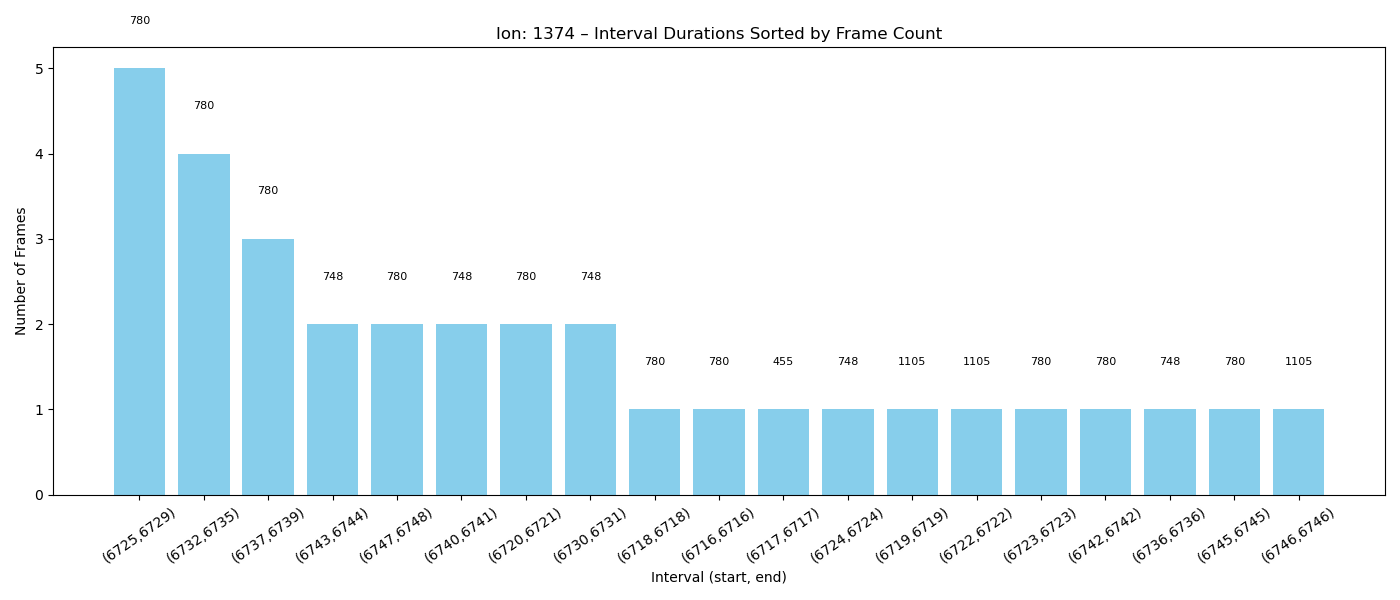 780
Ion: 1374 – Interval Durations Sorted by Frame Count
5
780
4
780
3
748 780 748 780 748
2
780 780 455 748 1105 1105 780 780 748 780 1105
1
0
Number of Frames
(6725,6729) (6732,6735) (6737,6739) (6743,6744) (6747,6748) (6740,6741) (6720,6721) (6730,6731) (6718,6718) (6716,6716) (6717,6717) (6724,6724) (6719,6719) (6722,6722) (6723,6723) (6742,6742) (6736,6736) (6745,6745) (6746,6746)
Interval (start, end)